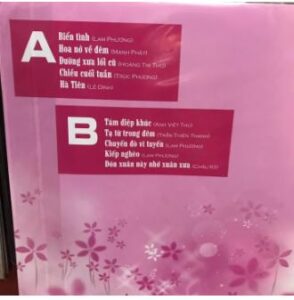 A
Biển tình (LAM PHƯƠNG)
Hoa nở về đêm (MẠNH PHÁT)
Đường xưa lối cũ (HOÀNG THI THƠ)
Chiều cuối tuần (TRÚC PHƯƠNG)
Hà Tiên (LÊ DINH)
B
Tám điệp khúc (ANH VIỆT THU)
Tạ từ trong đêm (TRẦN THIỆN THANH)
Chuyến đò vĩ tuyến (LAM PHƯƠNG)
Kiếp nghèo (LAM PHƯƠNG)
Đón xuân này nhớ xuân xưa (CHÂU KỲ)